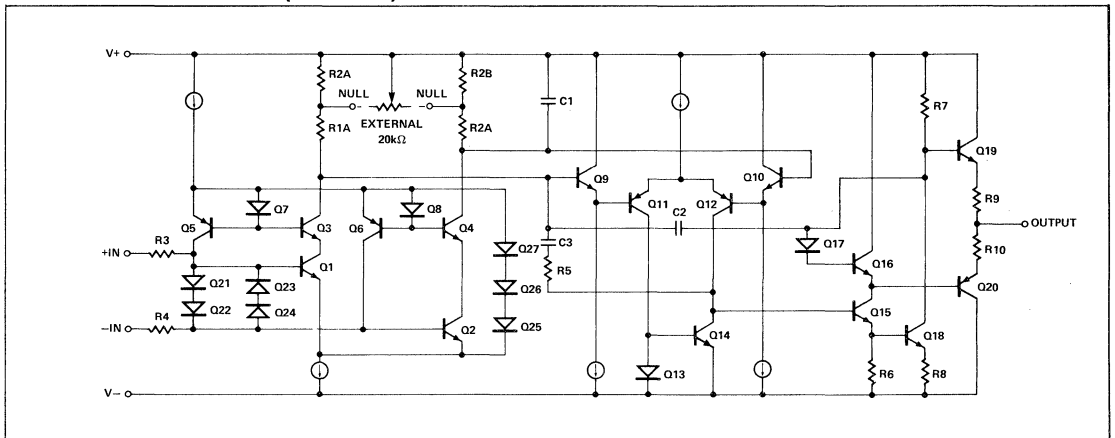 V+
R2A
R2B
NULL
NULL
R1A
EXTERNAL
20kΩ
R2A
C1
R7
Q19
Q9
Q10
Q7
Q8
Q11
Q12
R9
Q5
Q3
Q6
Q4
C2
OUTPUT
Q27
C3
Q17
R10
R3
+IN
Q1
Q16
Q21
Q23
R5
Q26
Q20
Q22
Q24
Q15
R4
–IN
Q2
Q25
Q14
Q18
Q13
R6
R8
V–